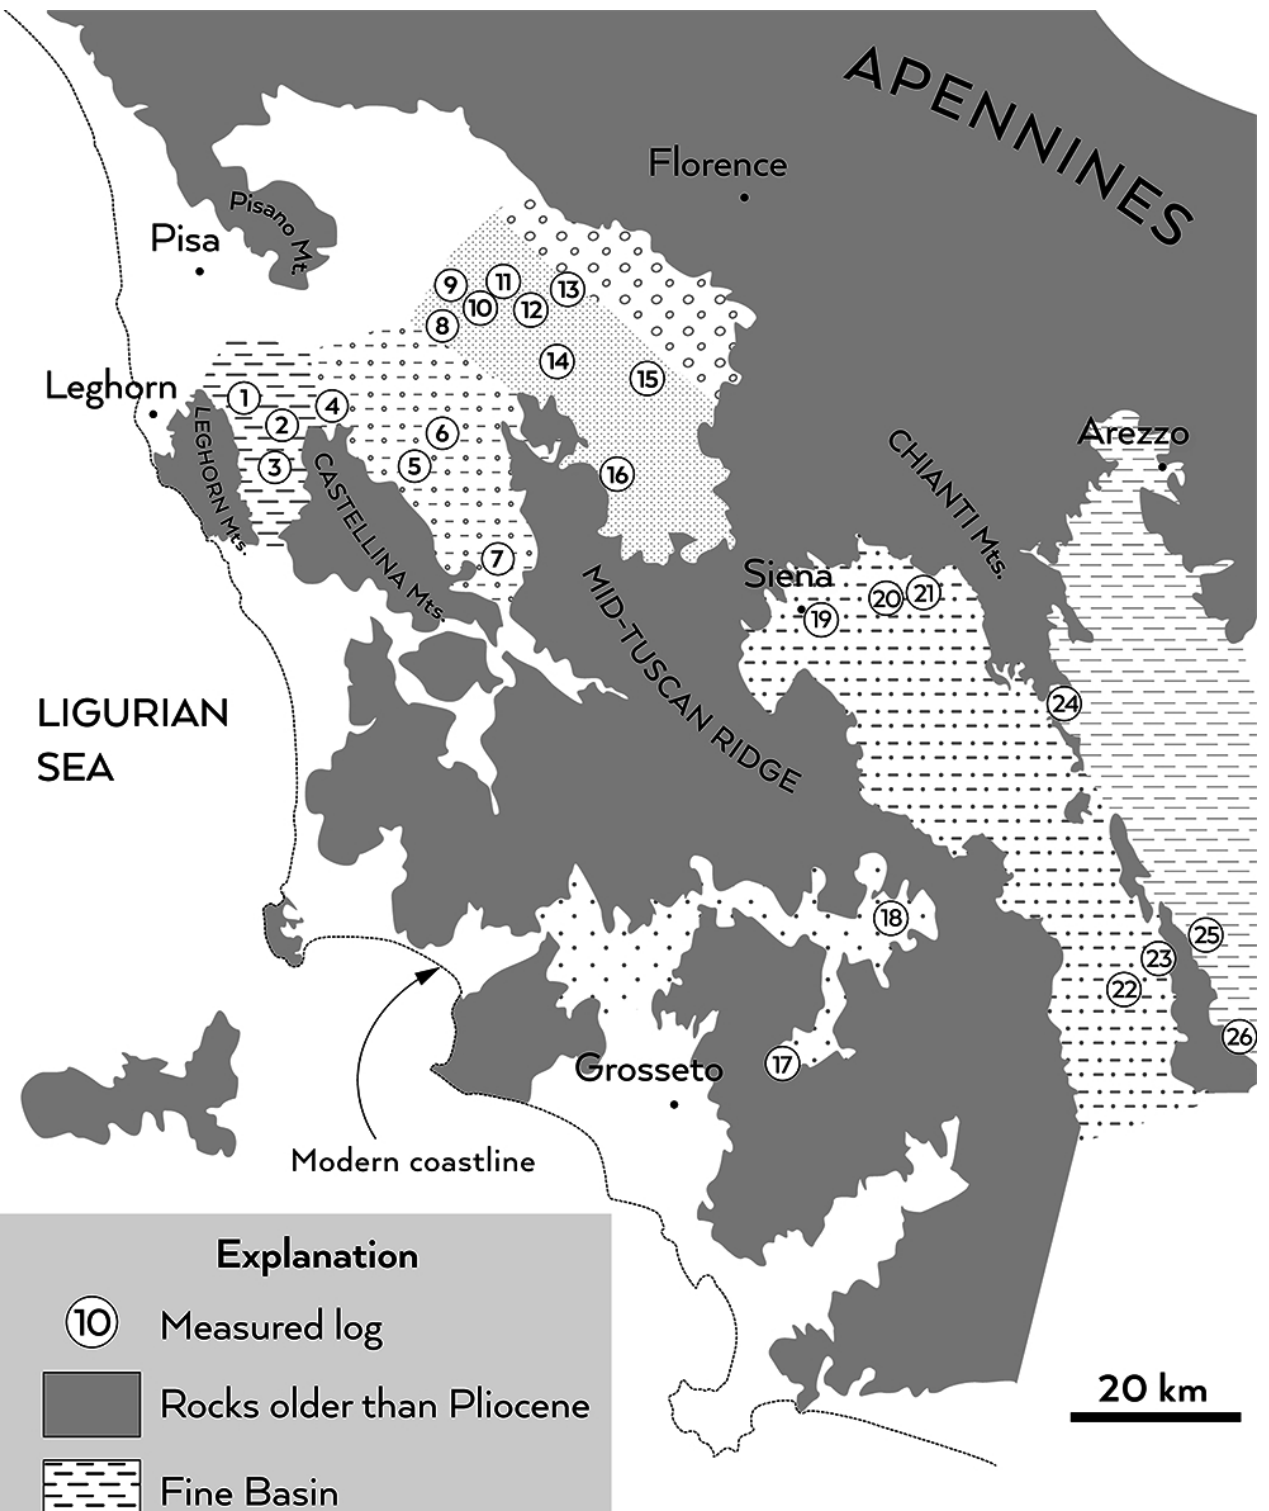 APENNINES
Florence
Pisano Mt.
Pisa
9
11
13
10
12
8
14
15
Leghorn
1
4
2
6
3
5
16
LEGHORN Mts.
CASTELLINA Mts.
7
MID-TUSCAN RIDGE
CHIANTI Mts.
Arezzo
Siena
19
20
21
24
LIGURIAN
SEA
18
25
23
22
26
17
Grosseto
Modern coastline
Explanation
10 Measured log
Rocks older than Pliocene
Fine Basin
20 km